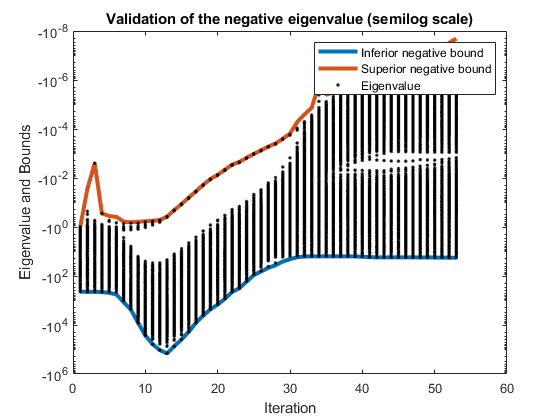 Validation of the negative eigenvalue (semilog scale)
-10^-8
-10^-6
-10^-4
-10^-2
-10^0
-10^2
-10^4
-10^6
Eigenvalue and Bounds
Inferior negative bound
Superior negative bound
Eigenvalue
0 10 20 30 40 50 60
Iteration